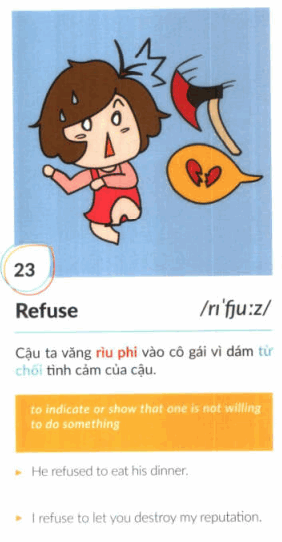 23
Refuse /rɪˈfjuːz/
Cậu ta văng rìu phi vào cô gái vì dám từ
chối tình cảm của cậu.
to indicate or show that one is not willing
to do something
He refused to eat his dinner.
I refuse to let you destroy my reputation.